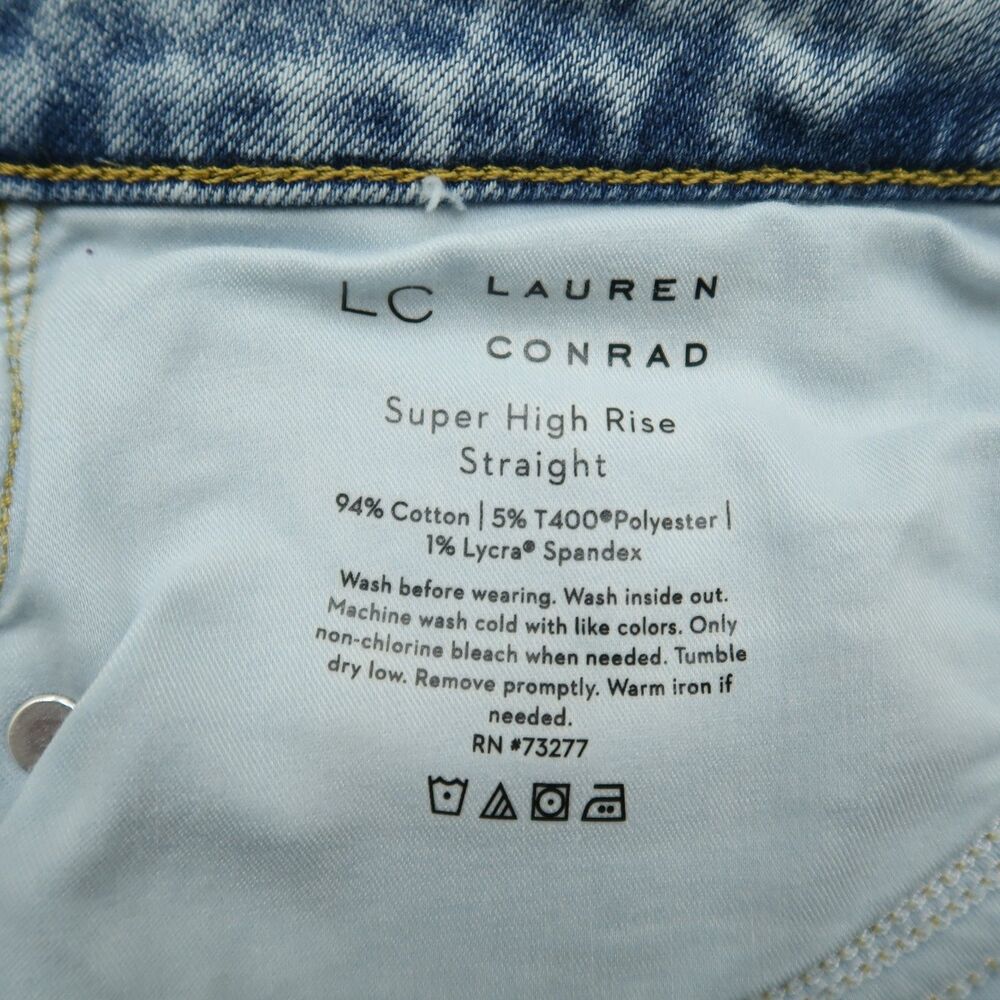 LC LAUREN
CONRAD
Super High Rise
Straight
94% Cotton | 5% T400®Polyester |
1% Lycra® Spandex
Wash before wearing. Wash inside out.
Machine wash cold with like colors. Only
non-chlorine bleach when needed. Tumble
dry low. Remove promptly. Warm iron if
needed.
RN #73277